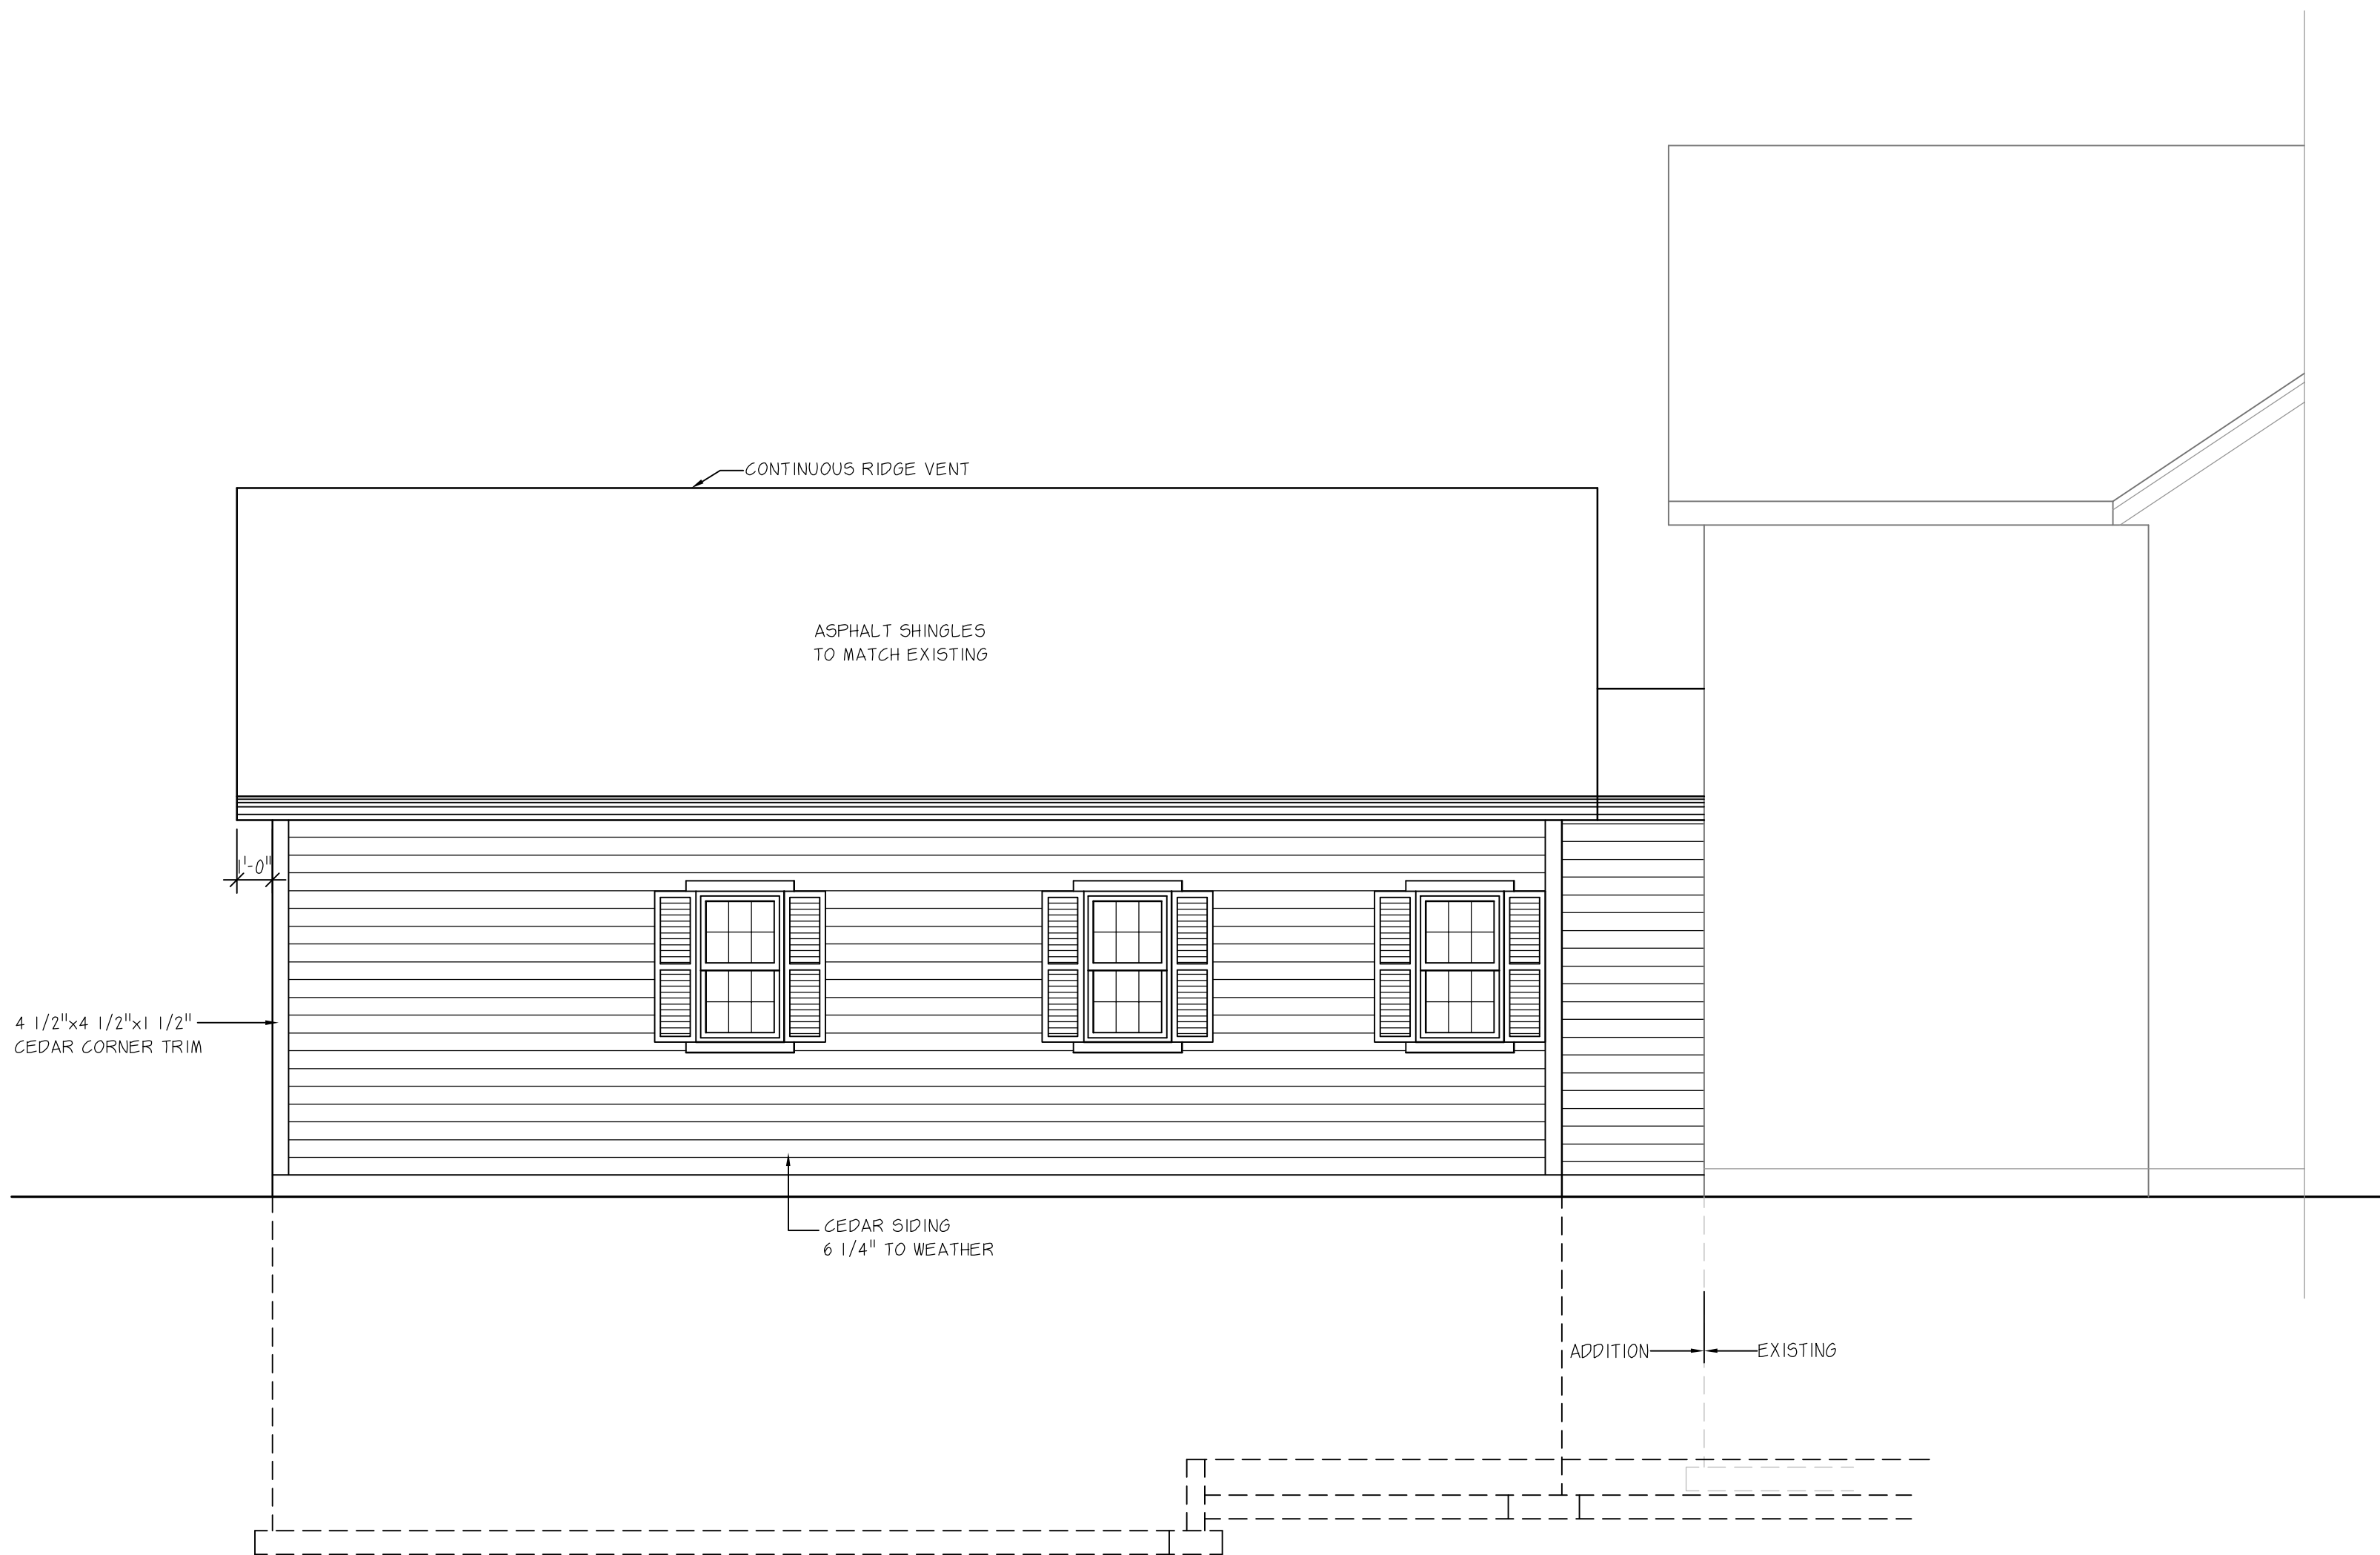 CONTINUOUS RIDGE VENT
ASPHALT SHINGLES
TO MATCH EXISTING
1'-0"
4 1/2"x4 1/2"x1 1/2"
CEDAR CORNER TRIM
CEDAR SIDING
6 1/4" TO WEATHER
ADDITION
EXISTING